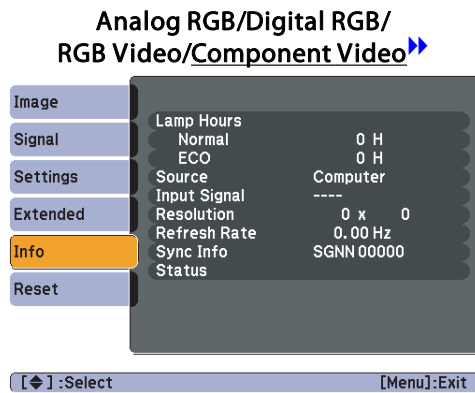 Analog RGB/Digital RGB/
RGB Video/Component Video
Image
Signal
Settings
Extended
Info
Reset
Lamp Hours
Normal 0 H
ECO 0 H
Source Computer
Input Signal ----
Resolution 0 x 0
Refresh Rate 0.00 Hz
Sync Info SGNN 00000
Status
[ ] :Select [Menu]:Exit